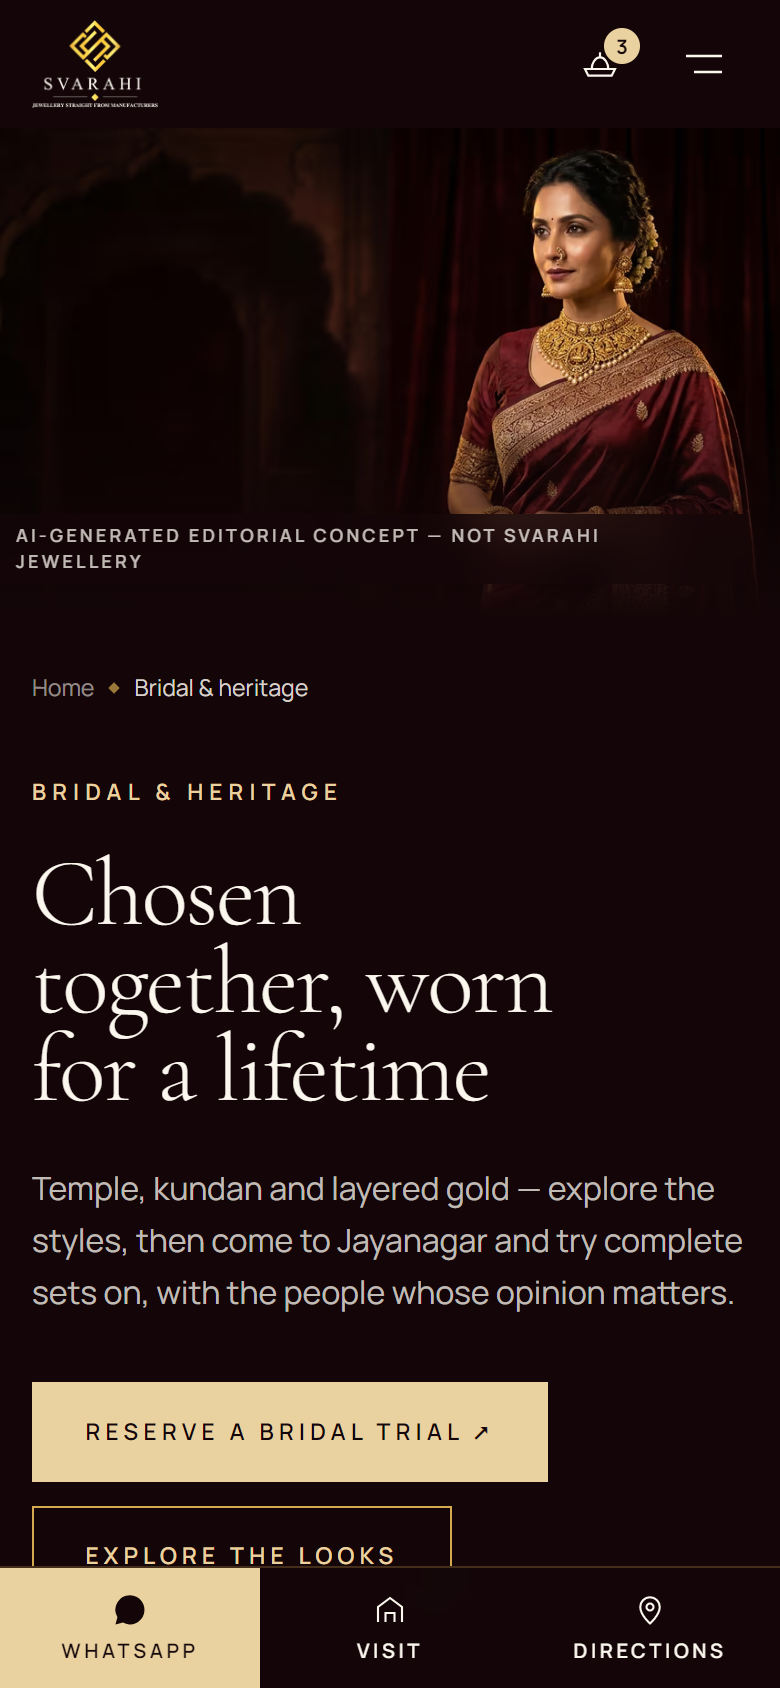 SVARAHI
JEWELLERY STRAIGHT FROM MANUFACTURERS
3
AI-GENERATED EDITORIAL CONCEPT — NOT SVARAHI
JEWELLERY
Home ◆ Bridal & heritage
BRIDAL & HERITAGE
Chosen
together, worn
for a lifetime
Temple, kundan and layered gold — explore the
styles, then come to Jayanagar and try complete
sets on, with the people whose opinion matters.
RESERVE A BRIDAL TRIAL ↗
EXPLORE THE LOOKS
WHATSAPP
VISIT
DIRECTIONS